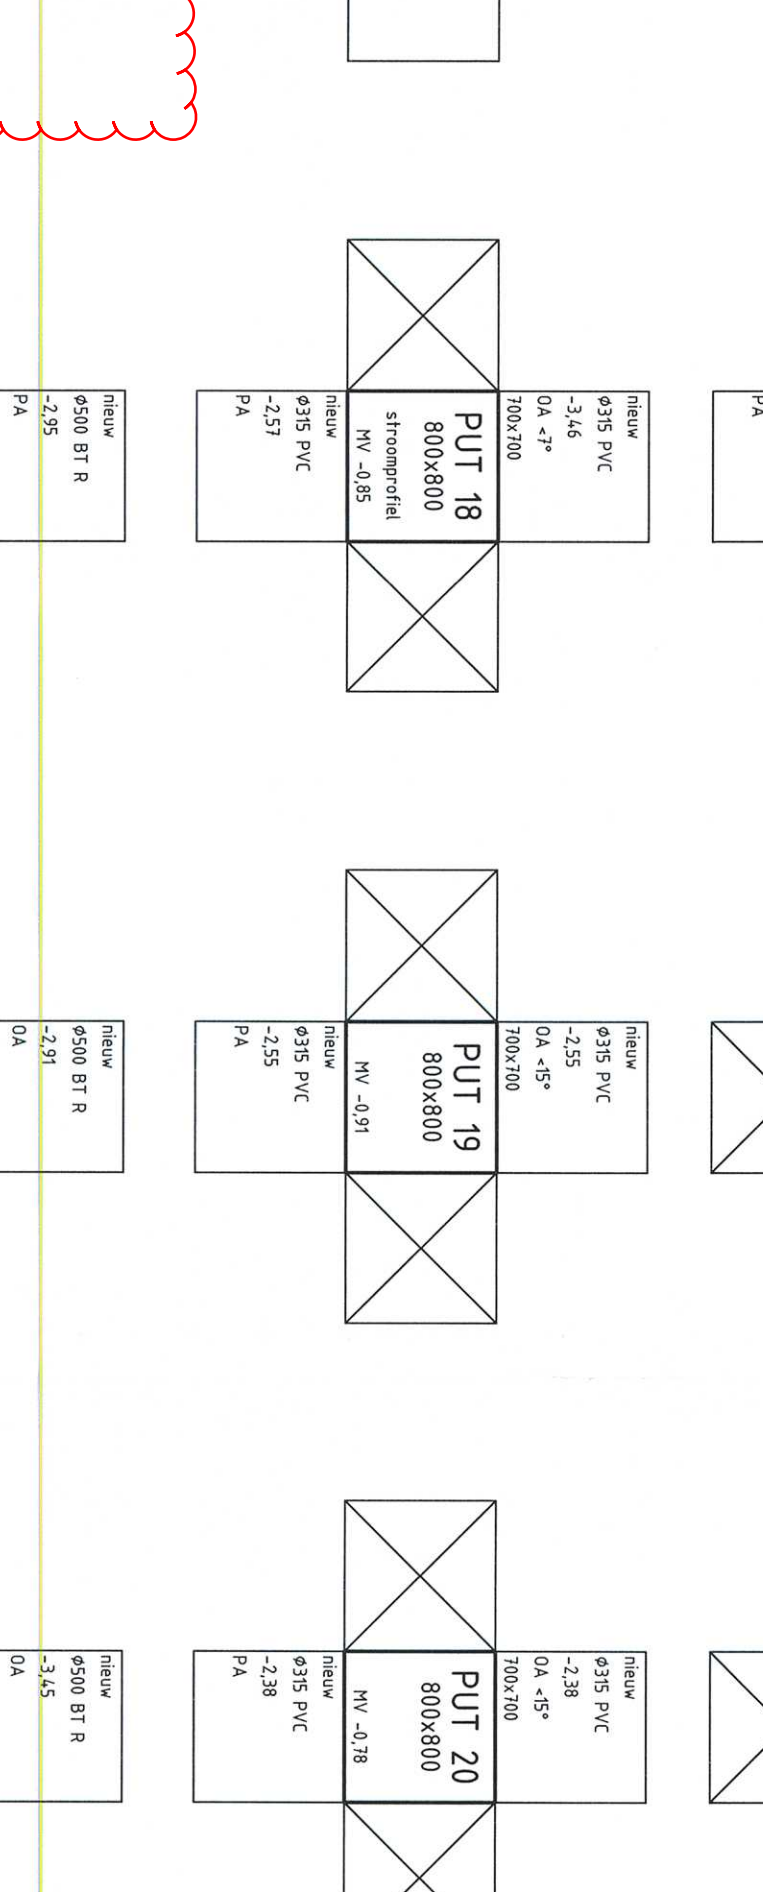 nieuw
Ø500 BT R
-2,95
PA
nieuw
Ø315 PVC
-2,57
PA
PUT 18
800x800
stroomprofiel
MV -0,85
nieuw
Ø315 PVC
-3,46
OA <7°
700x700
PA
nieuw
Ø500 BT R
-2,91
OA
nieuw
Ø315 PVC
-2,55
PA
PUT 19
800x800
MV -0,91
nieuw
Ø315 PVC
-2,55
OA <15°
700x700
nieuw
Ø500 BT R
-3,45
OA
nieuw
Ø315 PVC
-2,38
PA
PUT 20
800x800
MV -0,78
nieuw
Ø315 PVC
-2,38
OA <15°
700x700